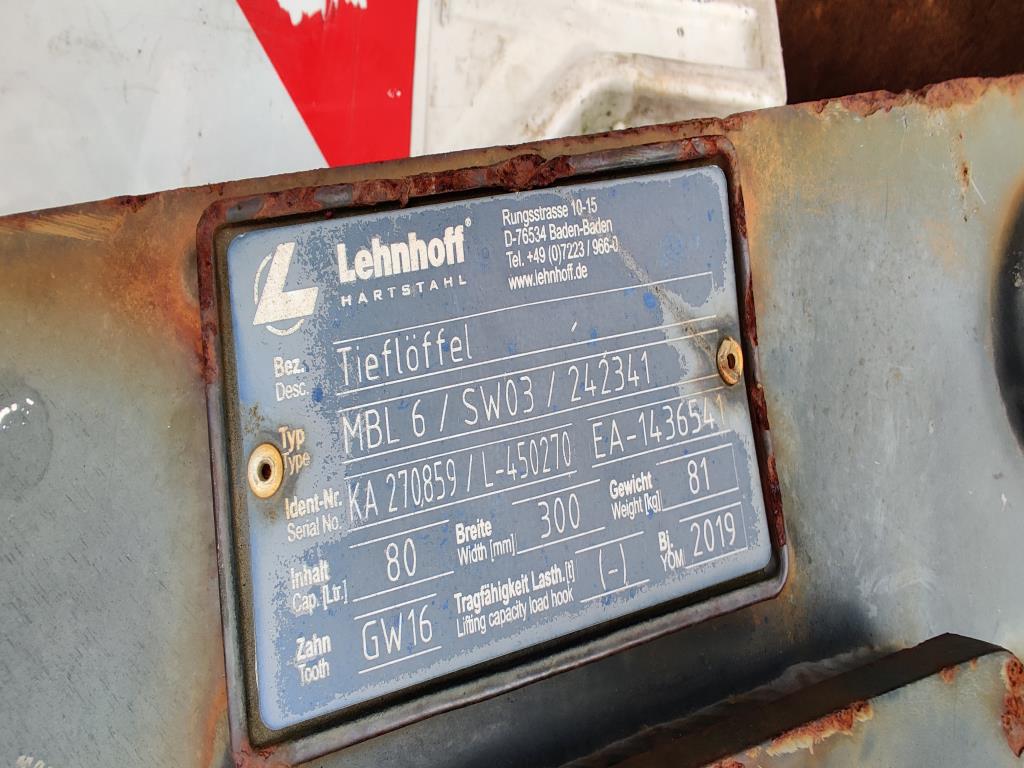 Lehnhoff®
HARTSTAHL
Rungsstrasse 10-15
D-76534 Baden-Baden
Tel. +49 (0)7223 / 966-0
www.lehnhoff.de
Bez. Tieflöffel
Desc.
Typ MBL 6 / SW03 / 242341
Type
Ident-Nr. KA 270859 / L-450270 EA-1436541
Serial No.
Inhalt 80 Breite 300 Gewicht 81
Cap. [Ltr.] Width [mm] Weight [kg]
Zahn GW16 Tragfähigkeit Lasth. [t] (-) Bj. 2019
Tooth Lifting capacity load hook YOM